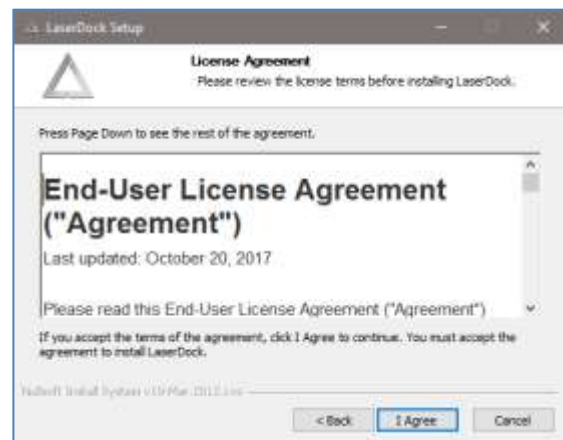 LaserDock Setup
License Agreement
Please review the license terms before installing LaserDock.
Press Page Down to see the rest of the agreement.
End-User License Agreement
("Agreement")
Last updated: October 20, 2017
Please read this End-User License Agreement ("Agreement")
If you accept the terms of the agreement, click I Agree to continue. You must accept the
agreement to install LaserDock.
Nullsoft Install System
< Back
I Agree
Cancel